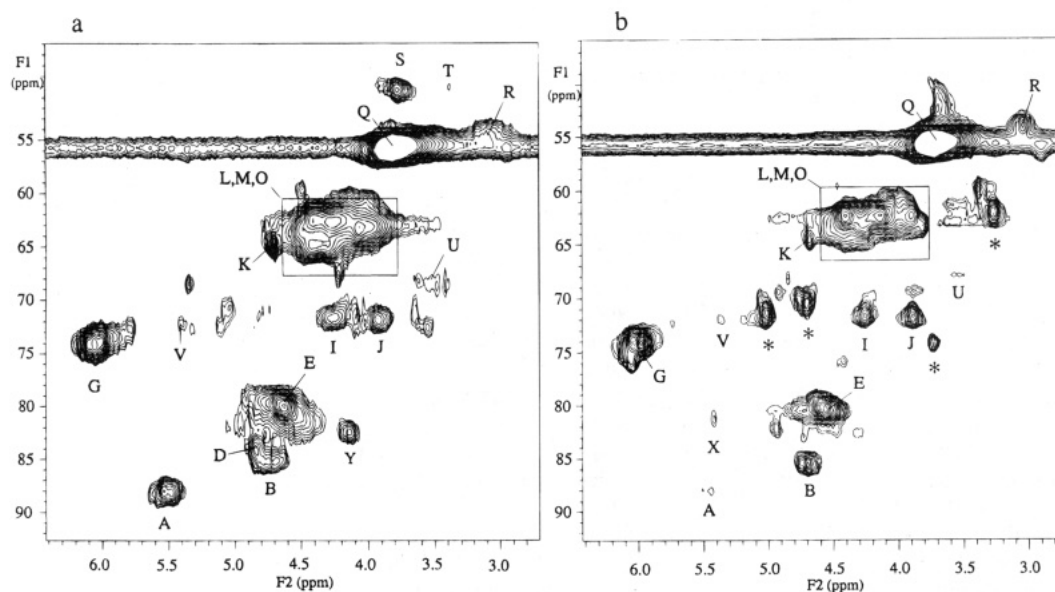 a
F1
(ppm)
55
60
65
70
75
80
85
90
S
T
Q
R
L,M,O
K
U
V
I
J
G
E
D
Y
B
A
6.0 5.5 5.0 4.5 4.0 3.5 3.0
F2 (ppm)
b
F1
(ppm)
55
60
65
70
75
80
85
90
Q
R
L,M,O
K
*
U
V
*
*
I
J
*
G
E
X
B
A
6.0 5.5 5.0 4.5 4.0 3.5 3.0
F2 (ppm)